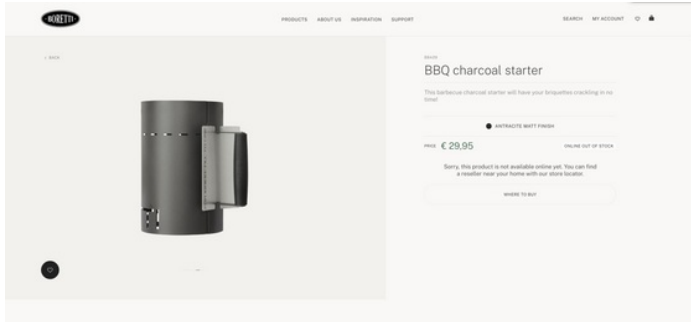 BORETTI
PRODUCTS ABOUT US INSPIRATION SUPPORT
SEARCH MY ACCOUNT
BACK
BBQ charcoal starter
This barbecue charcoal starter will have your briquettes crackling in no
time!
ANTRACITE MATT FINISH
PRICE € 29,95 ONLINE OUT OF STOCK
Sorry, this product is not available online yet. You can find
a reseller near your home with our store locator.
WHERE TO BUY